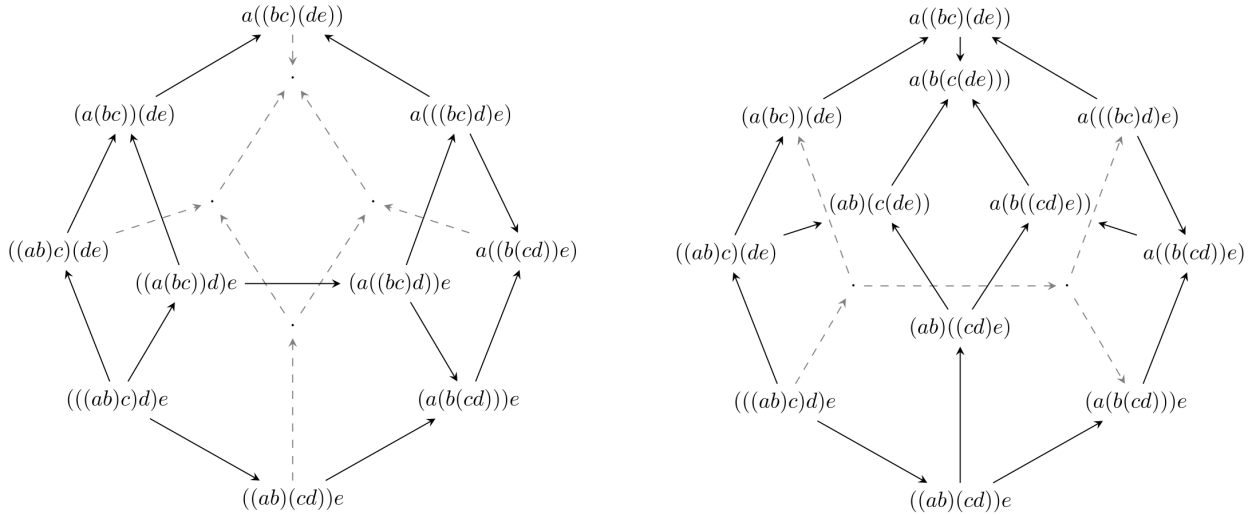 a((bc)(de))
(a(bc))(de)
a(((bc)d)e)
((ab)c)(de)
a((b(cd))e)
((a(bc))d)e
(a((bc)d))e
(((ab)c)d)e
(a(b(cd)))e
((ab)(cd))e
a((bc)(de))
a(b(c(de)))
(a(bc))(de)
a(((bc)d)e)
(ab)(c(de))
a(b((cd)e))
((ab)c)(de)
a((b(cd))e)
(ab)((cd)e)
(((ab)c)d)e
(a(b(cd)))e
((ab)(cd))e